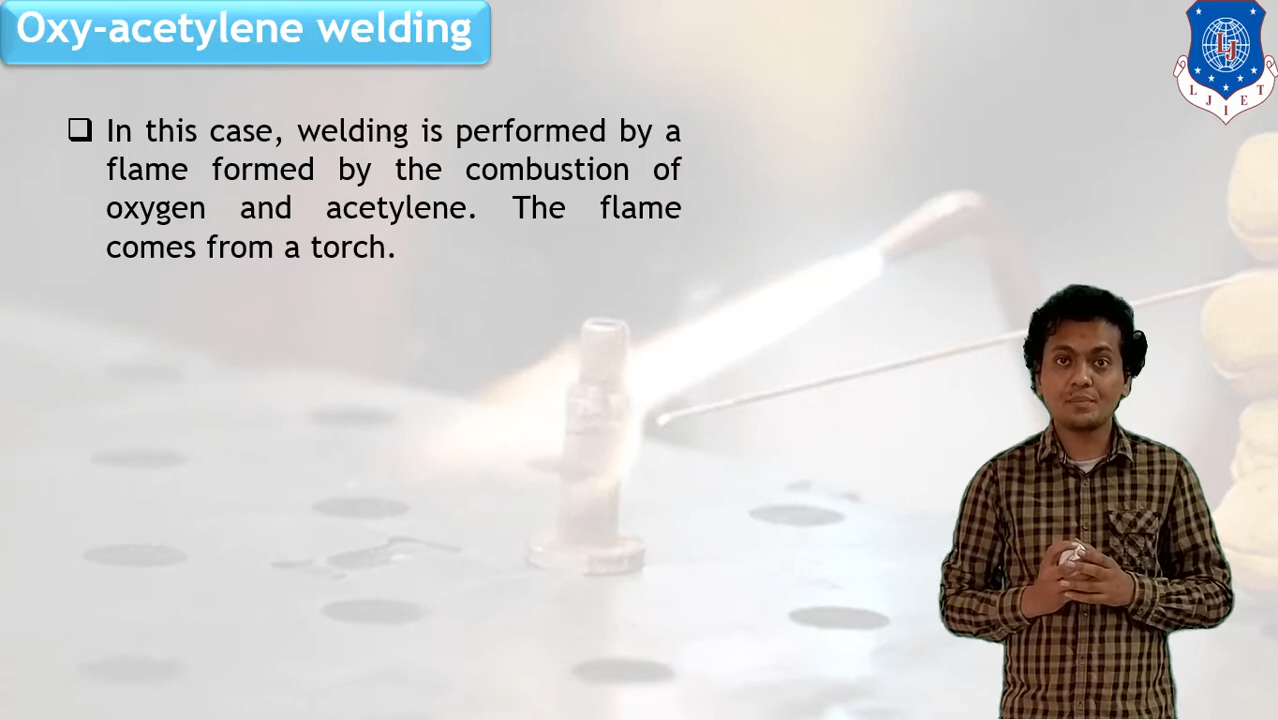 Oxy-acetylene welding
❑ In this case, welding is performed by a
flame formed by the combustion of
oxygen and acetylene. The flame
comes from a torch.
LJ
L J I E T